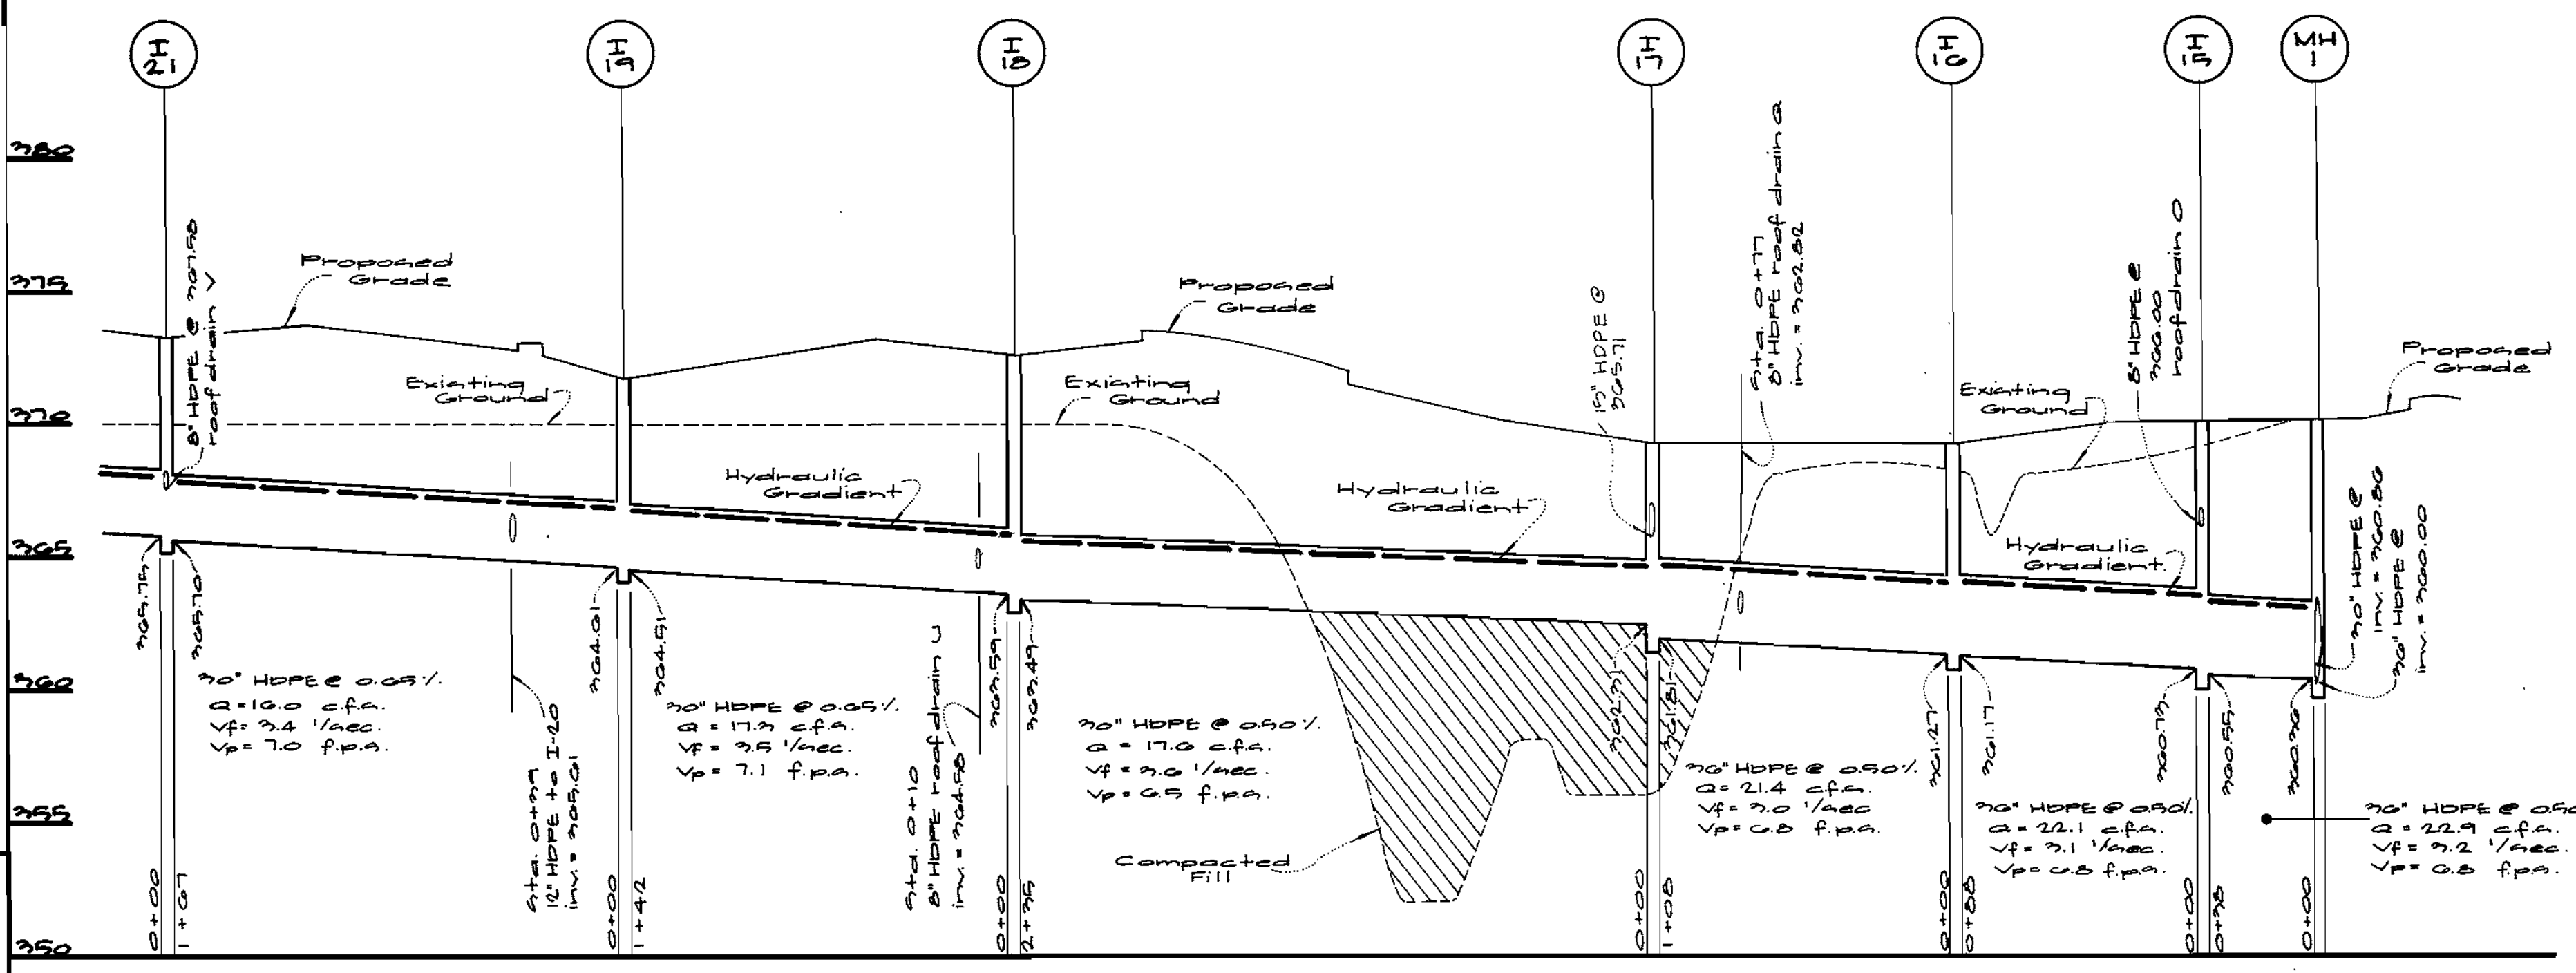 I
21
I
19
I
18
I
17
I
16
I
15
MH
1
380
375
370
365
360
355
350
8" HDPE @ 367.58
roof drain V
Proposed
Grade
Existing
Ground
Hydraulic
Gradient
Proposed
Grade
Existing
Ground
Hydraulic
Gradient
15" HDPE @
365.71
Sta. 0+77
8" HDPE roof drain Q
inv. = 362.82
8" HDPE @
366.00
roof drain O
Existing
Ground
Hydraulic
Gradient
Proposed
Grade
30" HDPE @
inv. = 360.80
36" HDPE @
inv. = 360.00
365.75
365.70
30" HDPE @ 0.65%
Q=16.0 c.f.s.
Vf= 3.4 '/sec.
Vp= 7.0 f.p.s.
Sta. 0+39
12" HDPE to I-20
inv. = 365.61
364.61
364.51
30" HDPE @ 0.65%
Q = 17.3 c.f.s.
Vf = 3.5 '/sec.
Vp = 7.1 f.p.s.
Sta. 0+10
8" HDPE roof drain U
inv. = 364.58
363.59
363.49
30" HDPE @ 0.50%
Q = 17.6 c.f.s.
Vf = 3.6 '/sec.
Vp = 6.5 f.p.s.
Compacted
Fill
362.31
361.81
36" HDPE @ 0.50%
Q= 21.4 c.f.s.
Vf= 3.0 '/sec
Vp= 6.8 f.p.s.
361.27
361.17
36" HDPE @ 0.50%
Q= 22.1 c.f.s.
Vf= 3.1 '/sec.
Vp= 6.8 f.p.s.
360.73
360.55
360.36
36" HDPE @ 0.50
Q= 22.9 c.f.s.
Vf= 3.2 '/sec.
Vp= 6.8 f.p.s.
0+00
1+67
0+00
1+42
0+00
2+35
0+00
1+08
0+00
0+88
0+00
0+38
0+00